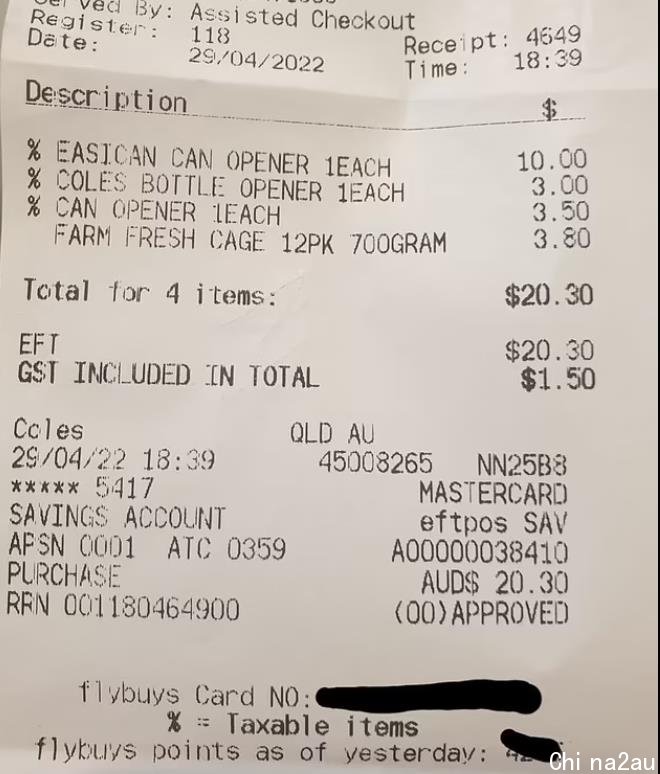 Served By: Assisted Checkout
Register: 118 Receipt: 4649
Date: 29/04/2022 Time: 18:39
Description $
% EASICAN CAN OPENER 1EACH 10.00
% COLES BOTTLE OPENER 1EACH 3.00
% CAN OPENER 1EACH 3.50
FARM FRESH CAGE 12PK 700GRAM 3.80
Total for 4 items: $20.30
EFT $20.30
GST INCLUDED IN TOTAL $1.50
Coles QLD AU
29/04/22 18:39 45008265 NN25B8
***** 5417 MASTERCARD
SAVINGS ACCOUNT eftpos SAV
APSN 0001 ATC 0359 A00000038410
PURCHASE AUD$ 20.30
RRN 001180464900 (00)APPROVED
flybuys Card NO:
% = Taxable items
flybuys points as of yesterday:
China2au